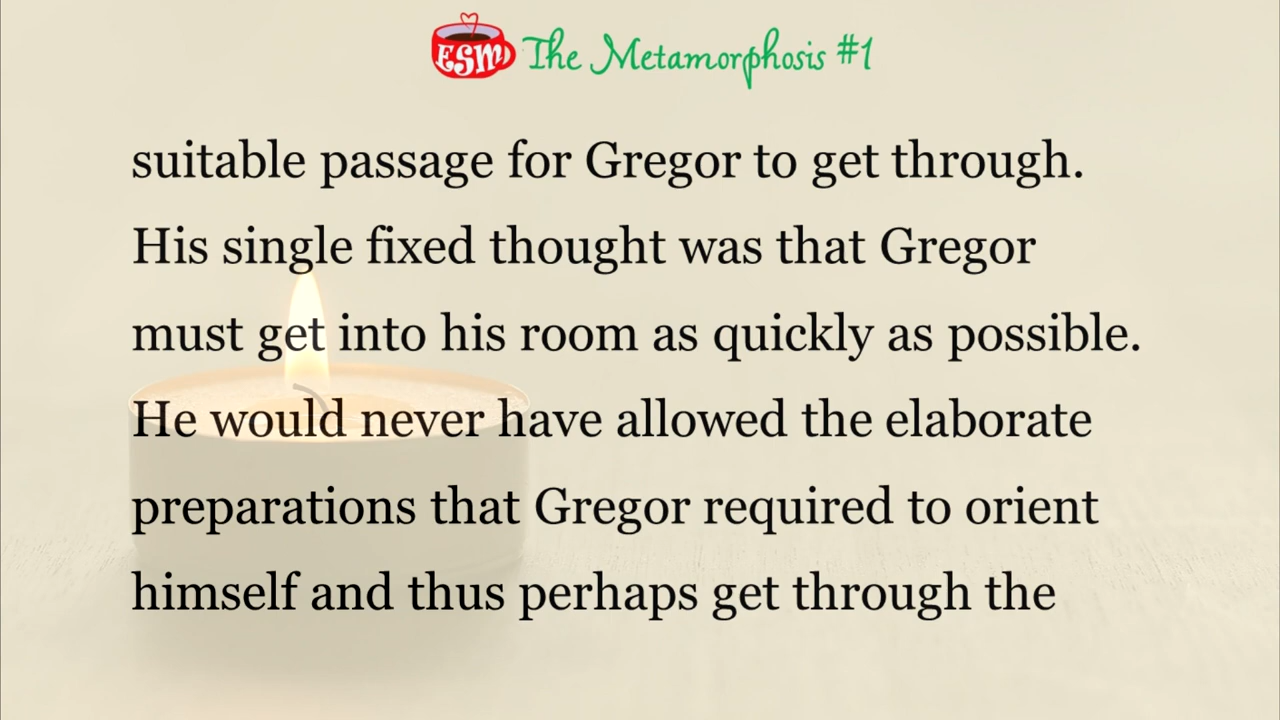 ESM The Metamorphosis #1
suitable passage for Gregor to get through.
His single fixed thought was that Gregor
must get into his room as quickly as possible.
He would never have allowed the elaborate
preparations that Gregor required to orient
himself and thus perhaps get through the